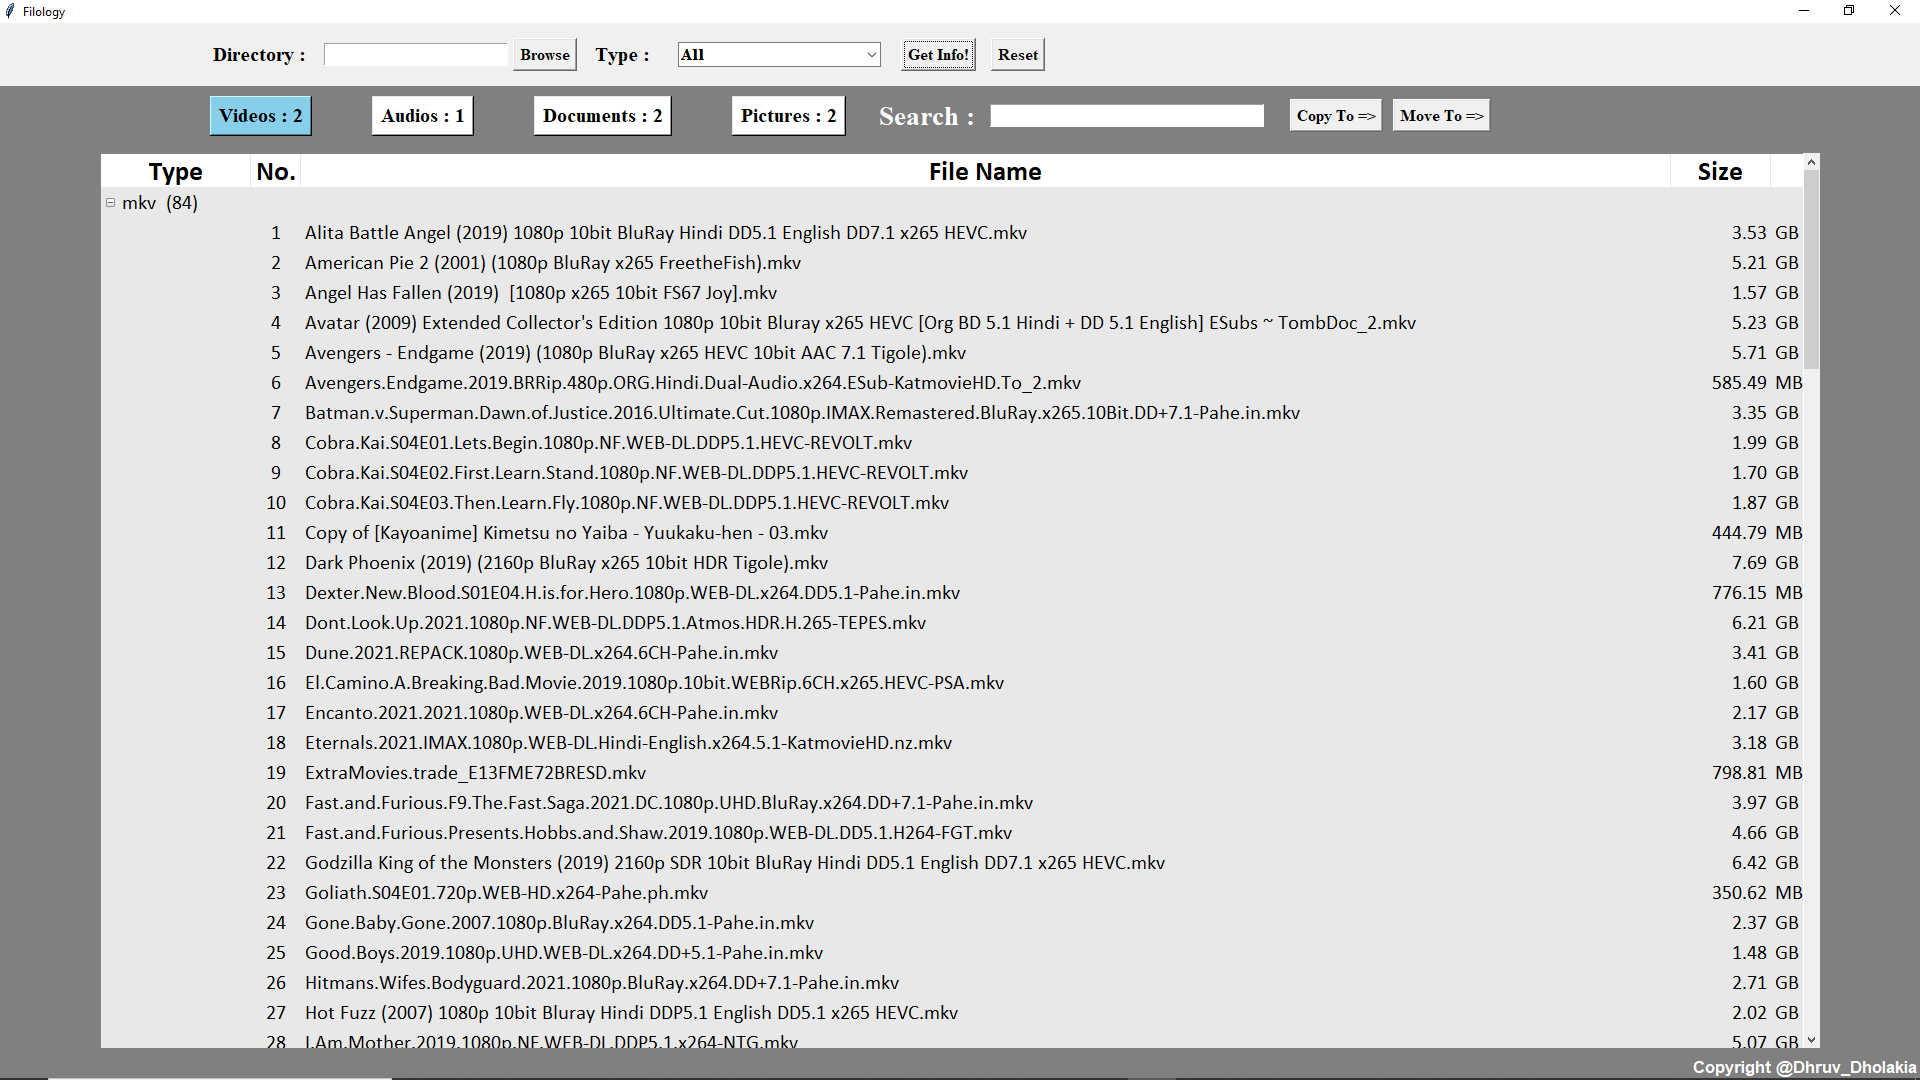 Filology
Directory : Browse Type : All Get Info! Reset
Videos : 2 Audios : 1 Documents : 2 Pictures : 2 Search : Copy To => Move To =>
Type No. File Name Size
mkv (84)
1 Alita Battle Angel (2019) 1080p 10bit BluRay Hindi DD5.1 English DD7.1 x265 HEVC.mkv 3.53 GB
2 American Pie 2 (2001) (1080p BluRay x265 FreetheFish).mkv 5.21 GB
3 Angel Has Fallen (2019)  [1080p x265 10bit FS67 Joy].mkv 1.57 GB
4 Avatar (2009) Extended Collector's Edition 1080p 10bit Bluray x265 HEVC [Org BD 5.1 Hindi + DD 5.1 English] ESubs ~ TombDoc_2.mkv 5.23 GB
5 Avengers - Endgame (2019) (1080p BluRay x265 HEVC 10bit AAC 7.1 Tigole).mkv 5.71 GB
6 Avengers.Endgame.2019.BRRip.480p.ORG.Hindi.Dual-Audio.x264.ESub-KatmovieHD.To_2.mkv 585.49 MB
7 Batman.v.Superman.Dawn.of.Justice.2016.Ultimate.Cut.1080p.IMAX.Remastered.BluRay.x265.10Bit.DD+7.1-Pahe.in.mkv 3.35 GB
8 Cobra.Kai.S04E01.Lets.Begin.1080p.NF.WEB-DL.DDP5.1.HEVC-REVOLT.mkv 1.99 GB
9 Cobra.Kai.S04E02.First.Learn.Stand.1080p.NF.WEB-DL.DDP5.1.HEVC-REVOLT.mkv 1.70 GB
10 Cobra.Kai.S04E03.Then.Learn.Fly.1080p.NF.WEB-DL.DDP5.1.HEVC-REVOLT.mkv 1.87 GB
11 Copy of [Kayoanime] Kimetsu no Yaiba - Yuukaku-hen - 03.mkv 444.79 MB
12 Dark Phoenix (2019) (2160p BluRay x265 10bit HDR Tigole).mkv 7.69 GB
13 Dexter.New.Blood.S01E04.H.is.for.Hero.1080p.WEB-DL.x264.DD5.1-Pahe.in.mkv 776.15 MB
14 Dont.Look.Up.2021.1080p.NF.WEB-DL.DDP5.1.Atmos.HDR.H.265-TEPES.mkv 6.21 GB
15 Dune.2021.REPACK.1080p.WEB-DL.x264.6CH-Pahe.in.mkv 3.41 GB
16 El.Camino.A.Breaking.Bad.Movie.2019.1080p.10bit.WEBRip.6CH.x265.HEVC-PSA.mkv 1.60 GB
17 Encanto.2021.2021.1080p.WEB-DL.x264.6CH-Pahe.in.mkv 2.17 GB
18 Eternals.2021.IMAX.1080p.WEB-DL.Hindi-English.x264.5.1-KatmovieHD.nz.mkv 3.18 GB
19 ExtraMovies.trade_E13FME72BRESD.mkv 798.81 MB
20 Fast.and.Furious.F9.The.Fast.Saga.2021.DC.1080p.UHD.BluRay.x264.DD+7.1-Pahe.in.mkv 3.97 GB
21 Fast.and.Furious.Presents.Hobbs.and.Shaw.2019.1080p.WEB-DL.DD5.1.H264-FGT.mkv 4.66 GB
22 Godzilla King of the Monsters (2019) 2160p SDR 10bit BluRay Hindi DD5.1 English DD7.1 x265 HEVC.mkv 6.42 GB
23 Goliath.S04E01.720p.WEB-HD.x264-Pahe.ph.mkv 350.62 MB
24 Gone.Baby.Gone.2007.1080p.BluRay.x264.DD5.1-Pahe.in.mkv 2.37 GB
25 Good.Boys.2019.1080p.UHD.WEB-DL.x264.DD+5.1-Pahe.in.mkv 1.48 GB
26 Hitmans.Wifes.Bodyguard.2021.1080p.BluRay.x264.DD+7.1-Pahe.in.mkv 2.71 GB
27 Hot Fuzz (2007) 1080p 10bit Bluray Hindi DDP5.1 English DD5.1 x265 HEVC.mkv 2.02 GB
28 I.Am.Mother.2019.1080p.NF.WEB-DL.DDP5.1.x264-NTG.mkv 5.07 GB
Copyright @Dhruv_Dholakia